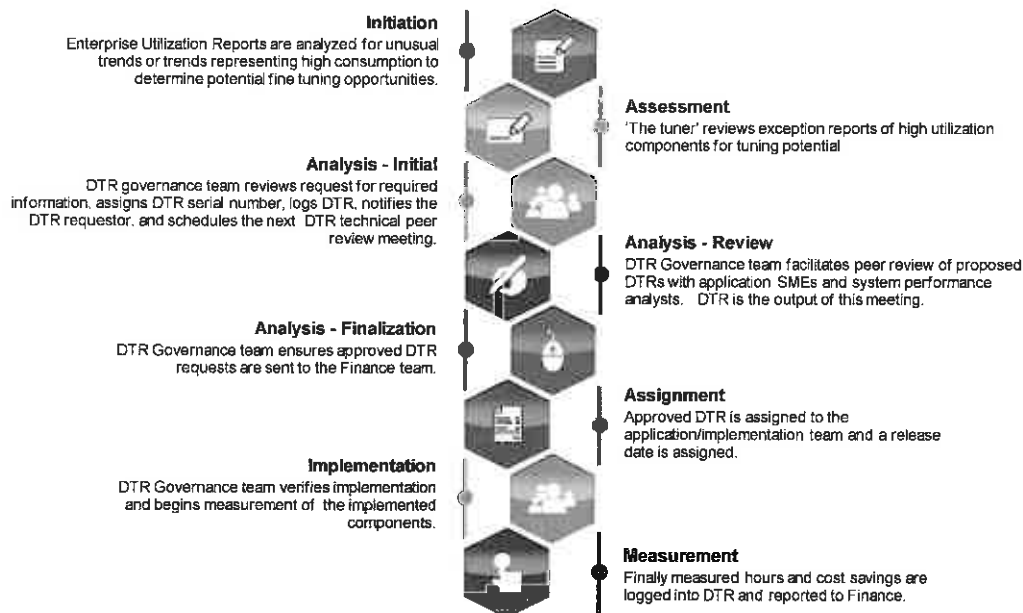 Initiation
Enterprise Utilization Reports are analyzed for unusual
trends or trends representing high consumption to
determine potential fine tuning opportunities.
Assessment
'The tuner' reviews exception reports of high utilization
components for tuning potential
Analysis - Initial
DTR governance team reviews request for required
information, assigns DTR serial number, logs DTR, notifies the
DTR requestor, and schedules the next DTR technical peer
review meeting.
Analysis - Review
DTR Governance team facilitates peer review of proposed
DTRs with application SMEs and system performance
analysts. DTR is the output of this meeting.
Analysis - Finalization
DTR Governance team ensures approved DTR
requests are sent to the Finance team.
Assignment
Approved DTR is assigned to the
application/implementation team and a release
date is assigned.
Implementation
DTR Governance team verifies implementation
and begins measurement of the implemented
components.
Measurement
Finally measured hours and cost savings are
logged into DTR and reported to Finance.